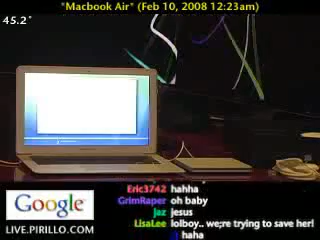 "Macbook Air" (Feb 10, 2008 12:23am)
45.2°
Eric3742 hahha
GrimRaper oh baby
jaz jesus
LisaLee lolboy.. we;re trying to save her!
haha
Google
LIVE.PIRILLO.COM